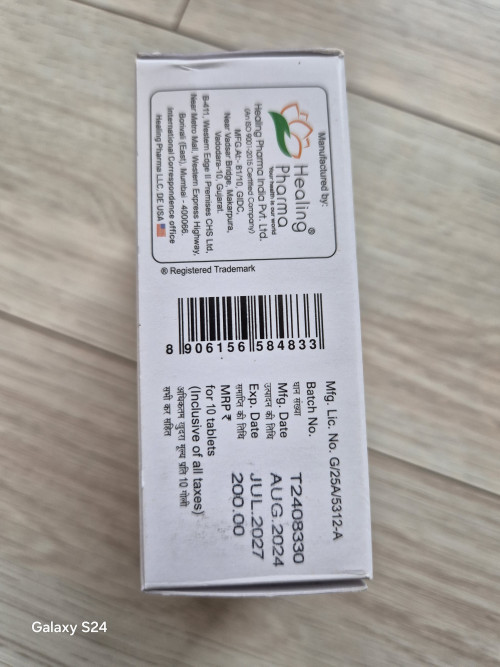 Manufactured by:
Healing®
Pharma
Your health is our world
Healing Pharma India Pvt. Ltd.
(An ISO 9001:2015 Certified Company)
MFG At:- 81/10, GIDC,
Near Vadsar Bridge, Makarpura,
Vadodara-10, Gujarat.
B-411, Western Edge II Premises CHS Ltd,
Near Metro Mall, Western Express Highway,
Borivali (East), Mumbai - 400066.
International Correspondence office
Healing Pharma LLC. DE USA
® Registered Trademark
8 906156 584833
Mfg. Lic. No. G/25A/5312-A
Batch No. T2408330
घान संख्या
Mfg. Date AUG.2024
उत्पादन की तिथि
Exp. Date JUL.2027
समाप्ति की तिथि
MRP ₹ 200.00
for 10 tablets
(Inclusive of all taxes)
अधिकतम खुदरा मूल्य प्रति 10 गोली
सभी कर सहित
Galaxy S24